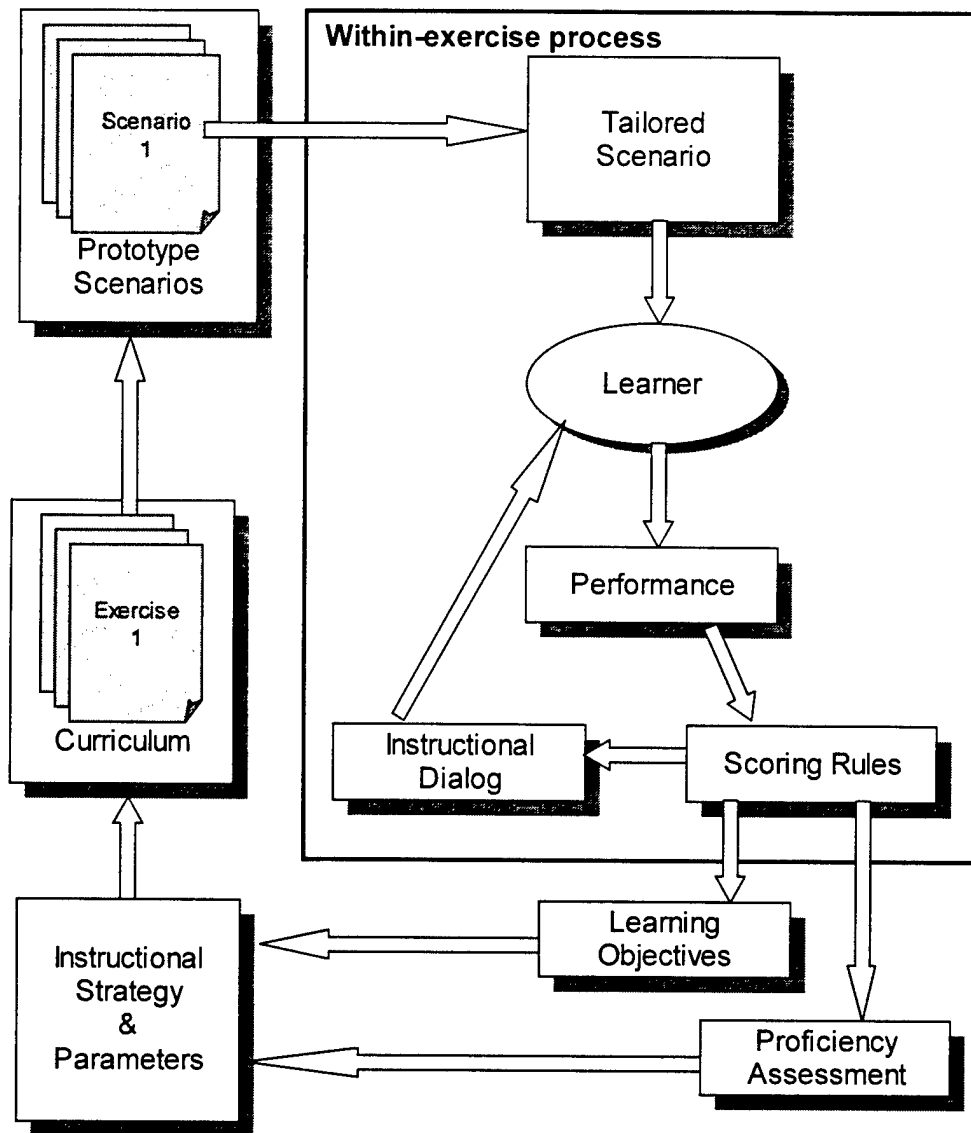 Within-exercise process
Scenario
1
Prototype
Scenarios
Tailored
Scenario
Learner
Performance
Exercise
1
Curriculum
Instructional
Dialog
Scoring Rules
Learning
Objectives
Instructional
Strategy
&
Parameters
Proficiency
Assessment